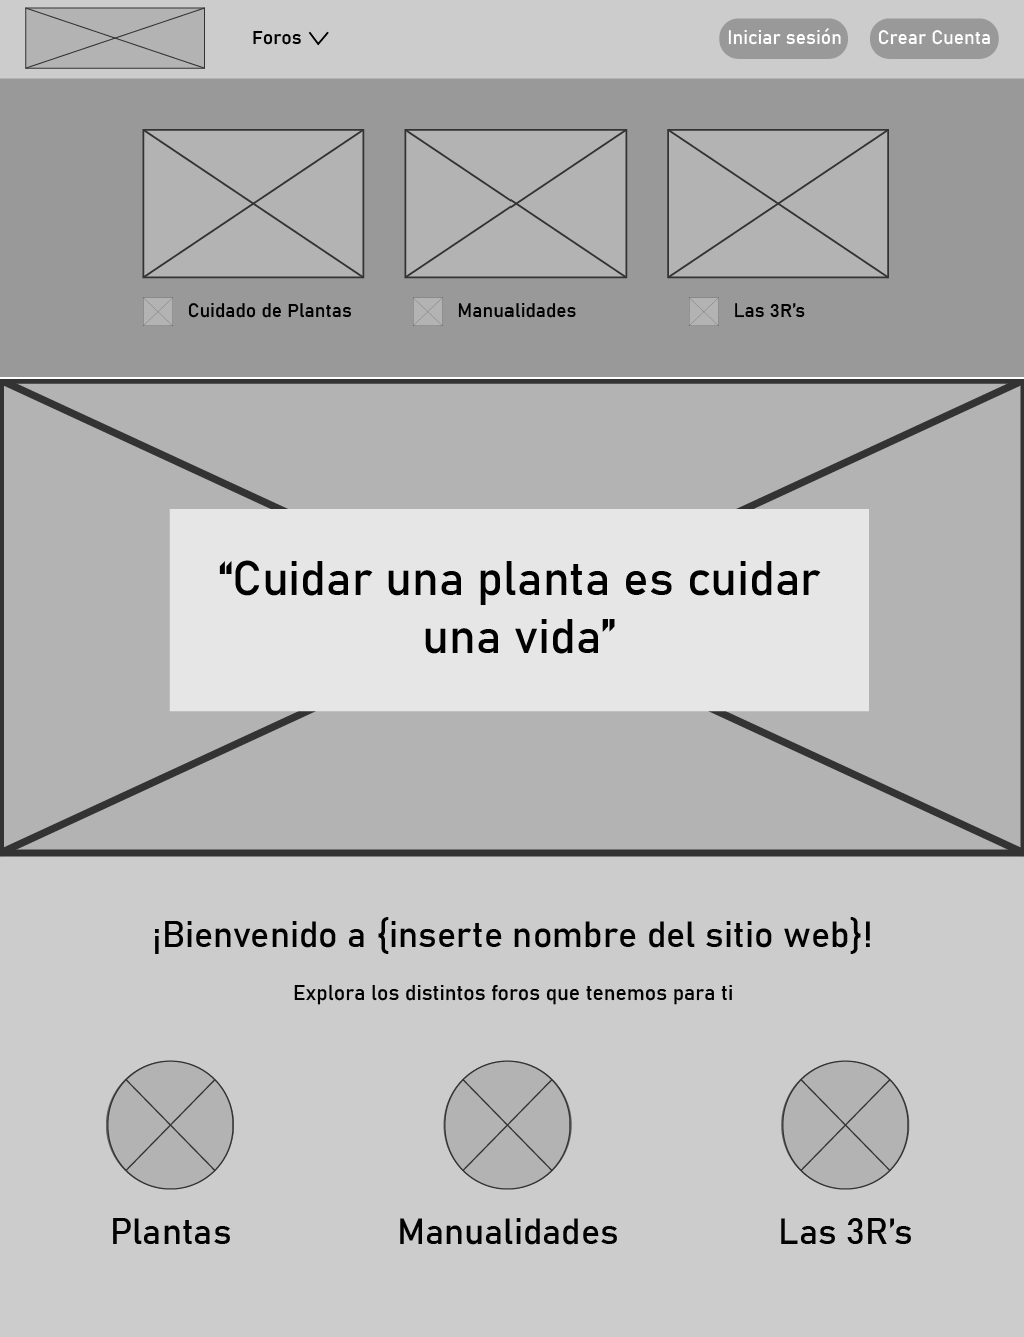 Foros
Iniciar sesión
Crear Cuenta
Cuidado de Plantas
Manualidades
Las 3R’s
“Cuidar una planta es cuidar
una vida”
¡Bienvenido a {inserte nombre del sitio web}!
Explora los distintos foros que tenemos para ti
Plantas
Manualidades
Las 3R’s